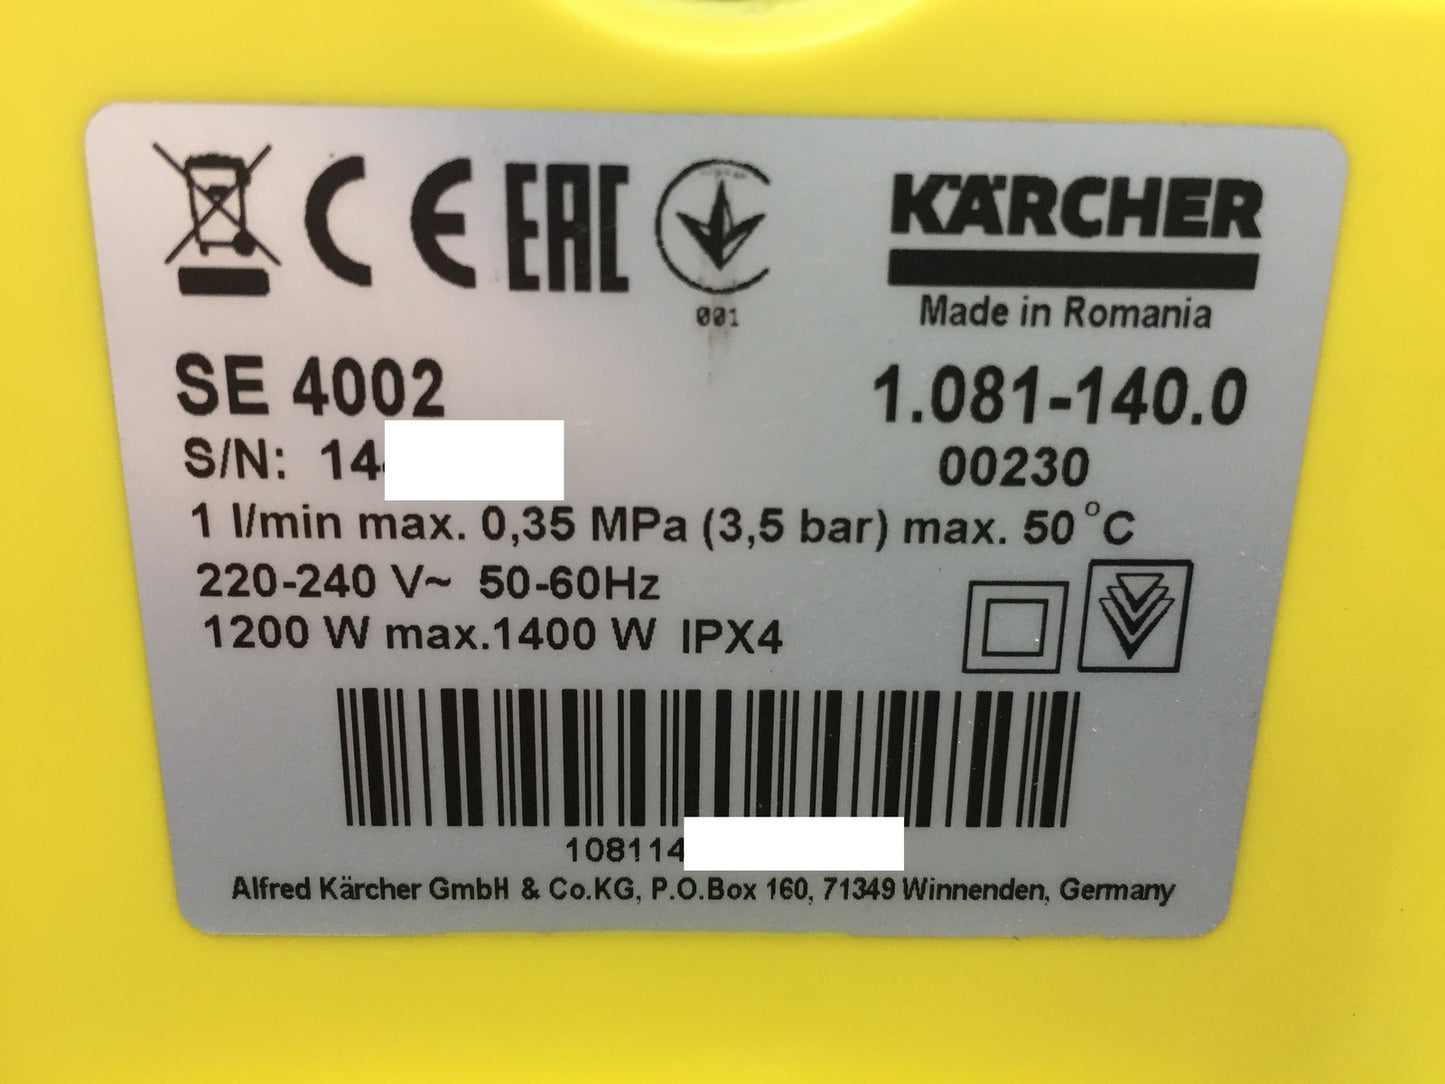 CE EAC
001
KÄRCHER
Made in Romania
SE 4002
1.081-140.0
S/N: 14
00230
1 l/min max. 0,35 MPa (3,5 bar) max. 50 °C
220-240 V~ 50-60Hz
1200 W max.1400 W IPX4
108114
Alfred Kärcher GmbH & Co.KG, P.O.Box 160, 71349 Winnenden, Germany